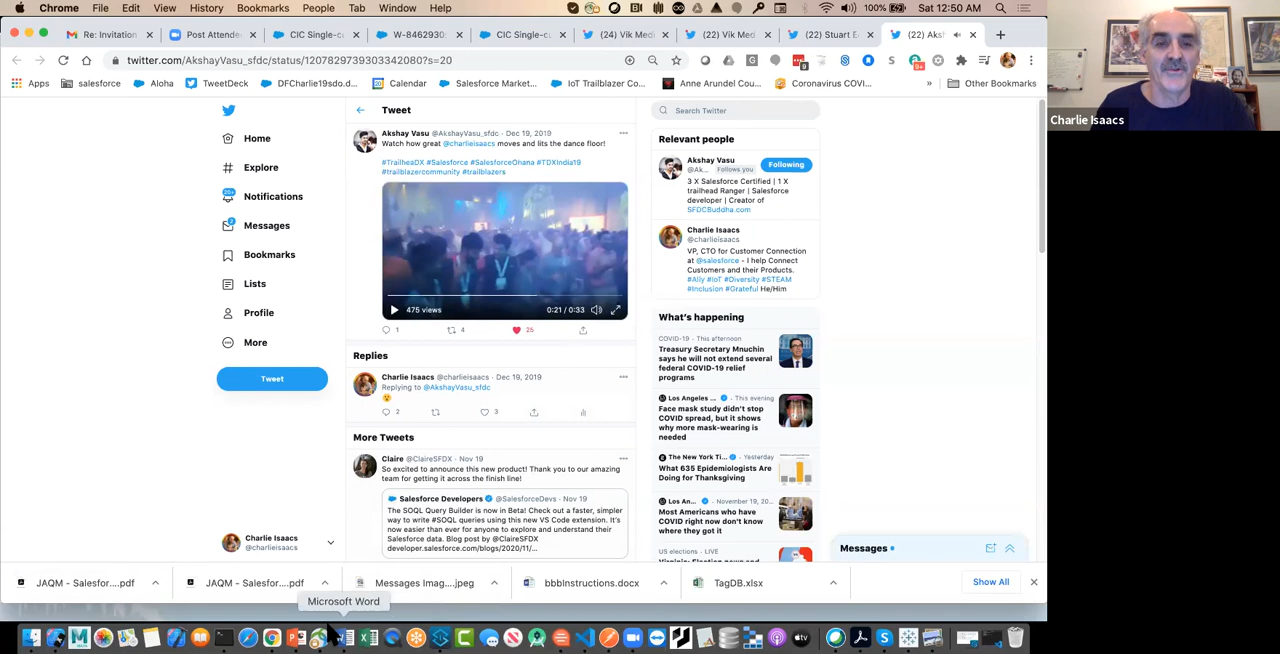 Chrome File Edit View History Bookmarks People Tab Window Help 100% Sat 12:50 AM
Re: Invitation
Post Attende
CIC Single-c
W-8462930
CIC Single-c
(24) Vik Me
(22) Vik Med
(22) Stuart E
(22) Aks
twitter.com/AkshayVasu_sfdc/status/1207829739303342080?s=20
Apps salesforce Aloha TweetDeck DFCharlie19sdo.d... Calendar Salesforce Market... IoT Trailblazer Co... Anne Arundel Cou... Coronavirus COVI... » Other Bookmarks
Home
Explore
20+
Notifications
2
Messages
Bookmarks
Lists
Profile
More
Tweet
Charlie Isaacs
@charlieisaacs
Tweet
Akshay Vasu @AkshayVasu_sfdc · Dec 19, 2019
Watch how great @charlieisaacs moves and lits the dance floor!
#TrailheaDX #Salesforce #SalesforceOhana #TDXIndia19
#trailblazercommunity #trailblazers
475 views 0:21 / 0:33
1 4 25
Replies
Charlie Isaacs @charlieisaacs · Dec 19, 2019
Replying to @AkshayVasu_sfdc
😮
2 3
More Tweets
Claire @ClaireSFDX · Nov 19
So excited to announce this new product! Thank you to our amazing
team for getting it across the finish line!
Salesforce Developers @SalesforceDevs · Nov 19
The SOQL Query Builder is now in Beta! Check out a faster, simpler
way to write #SOQL queries using this new VS Code extension. It's
now easier than ever for anyone to explore and understand their
Salesforce data. Blog post by @ClaireSFDX
developer.salesforce.com/blogs/2020/11/...
Search Twitter
Relevant people
Akshay Vasu
@Ak... Follows you
Following
3 X Salesforce Certified | 1 X
trailhead Ranger | Salesforce
developer | Creator of
SFDCBuddha.com
Charlie Isaacs
@charlieisaacs
VP, CTO for Customer Connection
at @salesforce - I help Connect
Customers and their Products.
#Ally #IoT #Diversity #STEAM
#Inclusion #Grateful He/Him
What's happening
COVID-19 · This afternoon
Treasury Secretary Mnuchin
says he will not extend several
federal COVID-19 relief
programs
Los Angeles ... · This evening
Face mask study didn't stop
COVID spread, but it shows
why more mask-wearing is
needed
The New York Ti... · Yesterday
What 635 Epidemiologists Are
Doing for Thanksgiving
Los An... · November 19, 20...
Most Americans who have
COVID right now don't know
where they got it
US elections · LIVE
Messages
JAQM - Salesfor....pdf
JAQM - Salesfor....pdf
Messages Imag....jpeg
bbbInstructions.docx
TagDB.xlsx
Show All
Microsoft Word
Charlie Isaacs